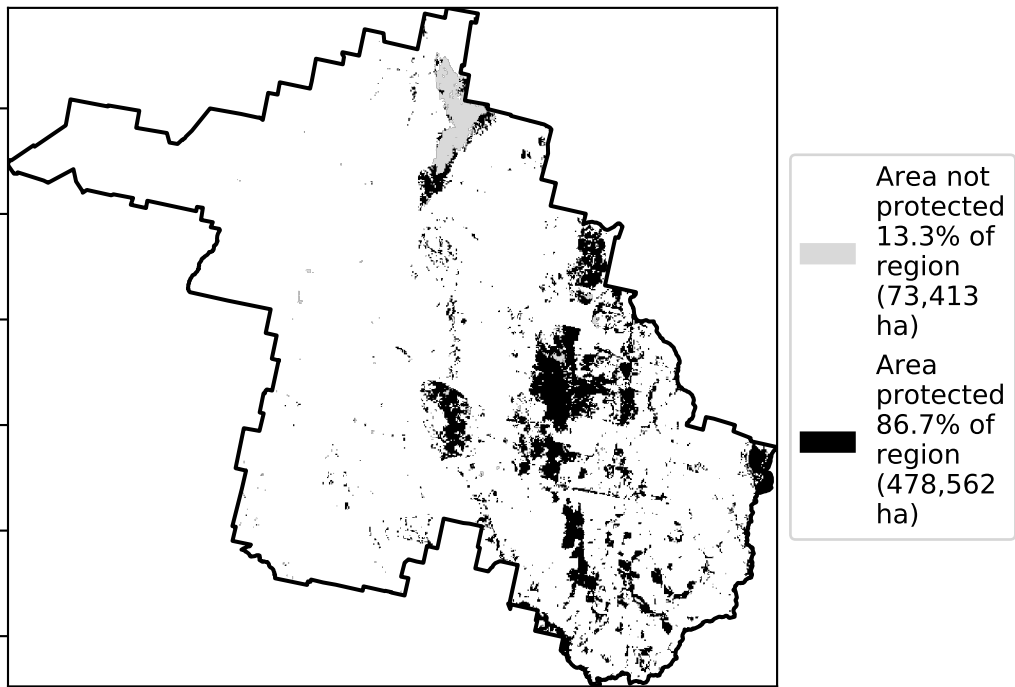 Area not
protected
13.3% of
region
(73,413
ha)
Area
protected
86.7% of
region
(478,562
ha)